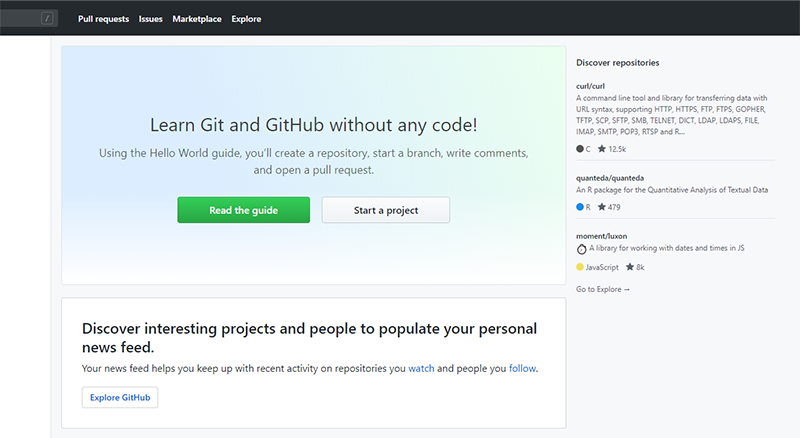 /
Pull requests Issues Marketplace Explore
Learn Git and GitHub without any code!
Using the Hello World guide, you'll create a repository, start a branch, write comments,
and open a pull request.
Read the guide
Start a project
Discover interesting projects and people to populate your personal
news feed.
Your news feed helps you keep up with recent activity on repositories you watch and people you follow.
Explore GitHub
Discover repositories
curl/curl
A command line tool and library for transferring data with
URL syntax, supporting HTTP, HTTPS, FTP, FTPS, GOPHER,
TFTP, SCP, SFTP, SMB, TELNET, DICT, LDAP, LDAPS, FILE,
IMAP, SMTP, POP3, RTSP and R...
C 12.5k
quanteda/quanteda
An R package for the Quantitative Analysis of Textual Data
R 479
moment/luxon
A library for working with dates and times in JS
JavaScript 8k
Go to Explore →